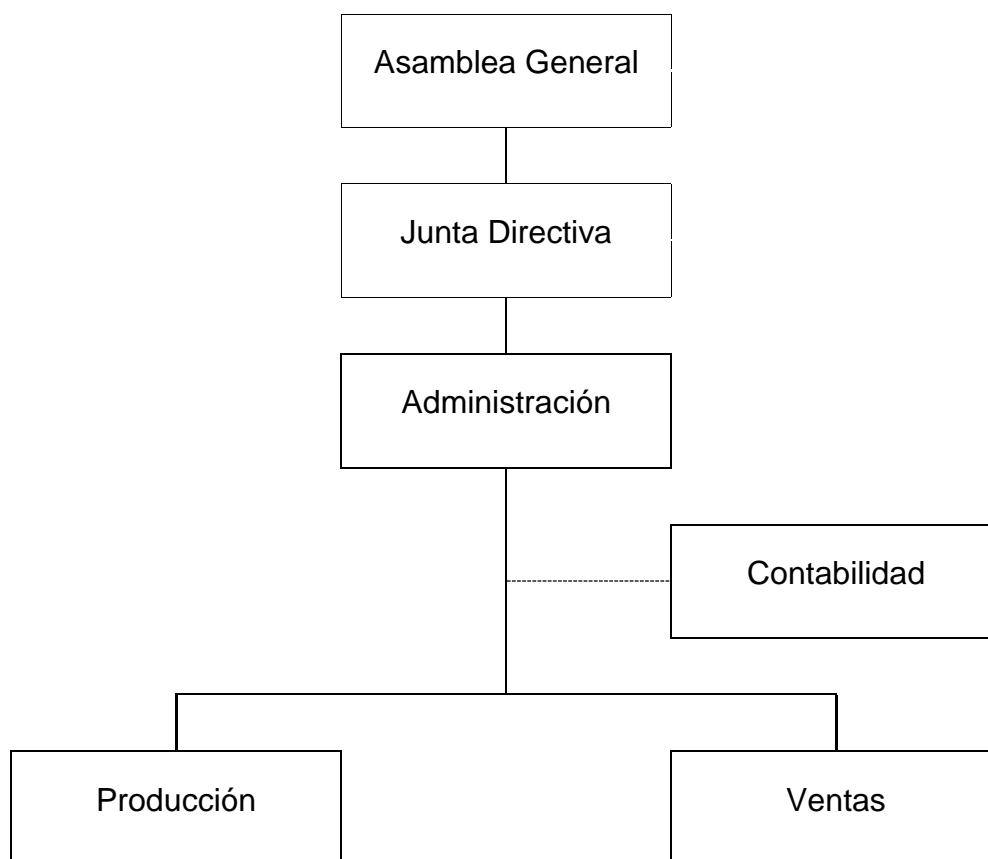 Asamblea General
Junta Directiva
Administración
Contabilidad
Producción
Ventas